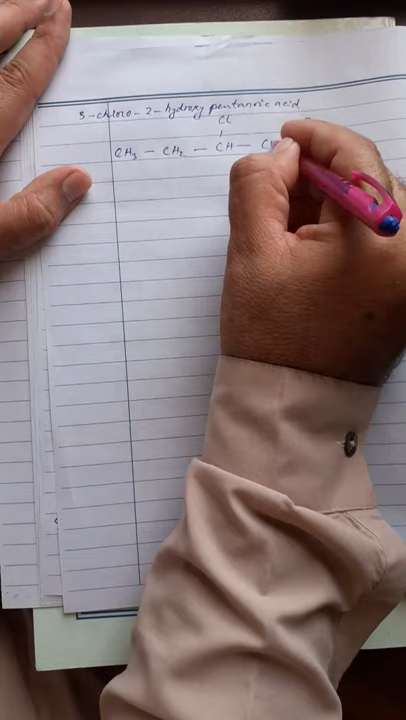 3-chloro-2-hydroxy pentanoic acid
Cl
CH₃ — CH₂ — CH — C